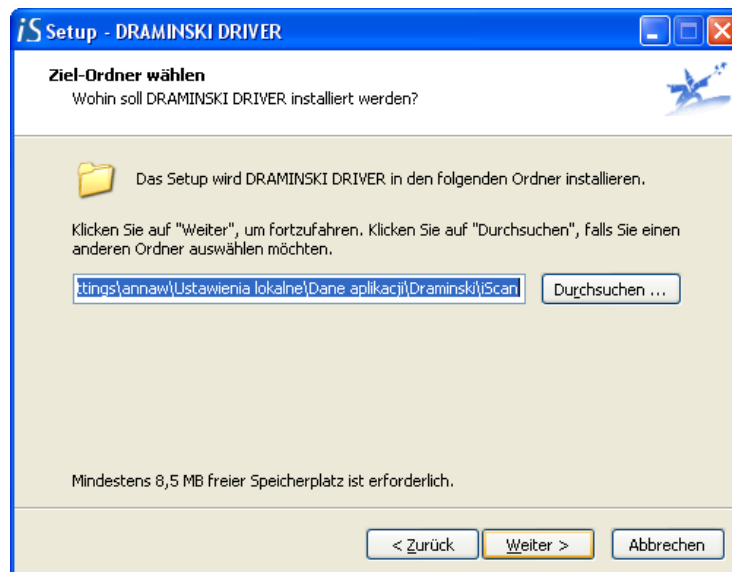 iS Setup - DRAMINSKI DRIVER
Ziel-Ordner wählen
Wohin soll DRAMINSKI DRIVER installiert werden?
Das Setup wird DRAMINSKI DRIVER in den folgenden Ordner installieren.
Klicken Sie auf "Weiter", um fortzufahren. Klicken Sie auf "Durchsuchen", falls Sie einen
anderen Ordner auswählen möchten.
ttings\annaw\Ustawienia lokalne\Dane aplikacji\Draminski\iScan Durchsuchen ...
Mindestens 8,5 MB freier Speicherplatz ist erforderlich.
< Zurück Weiter > Abbrechen